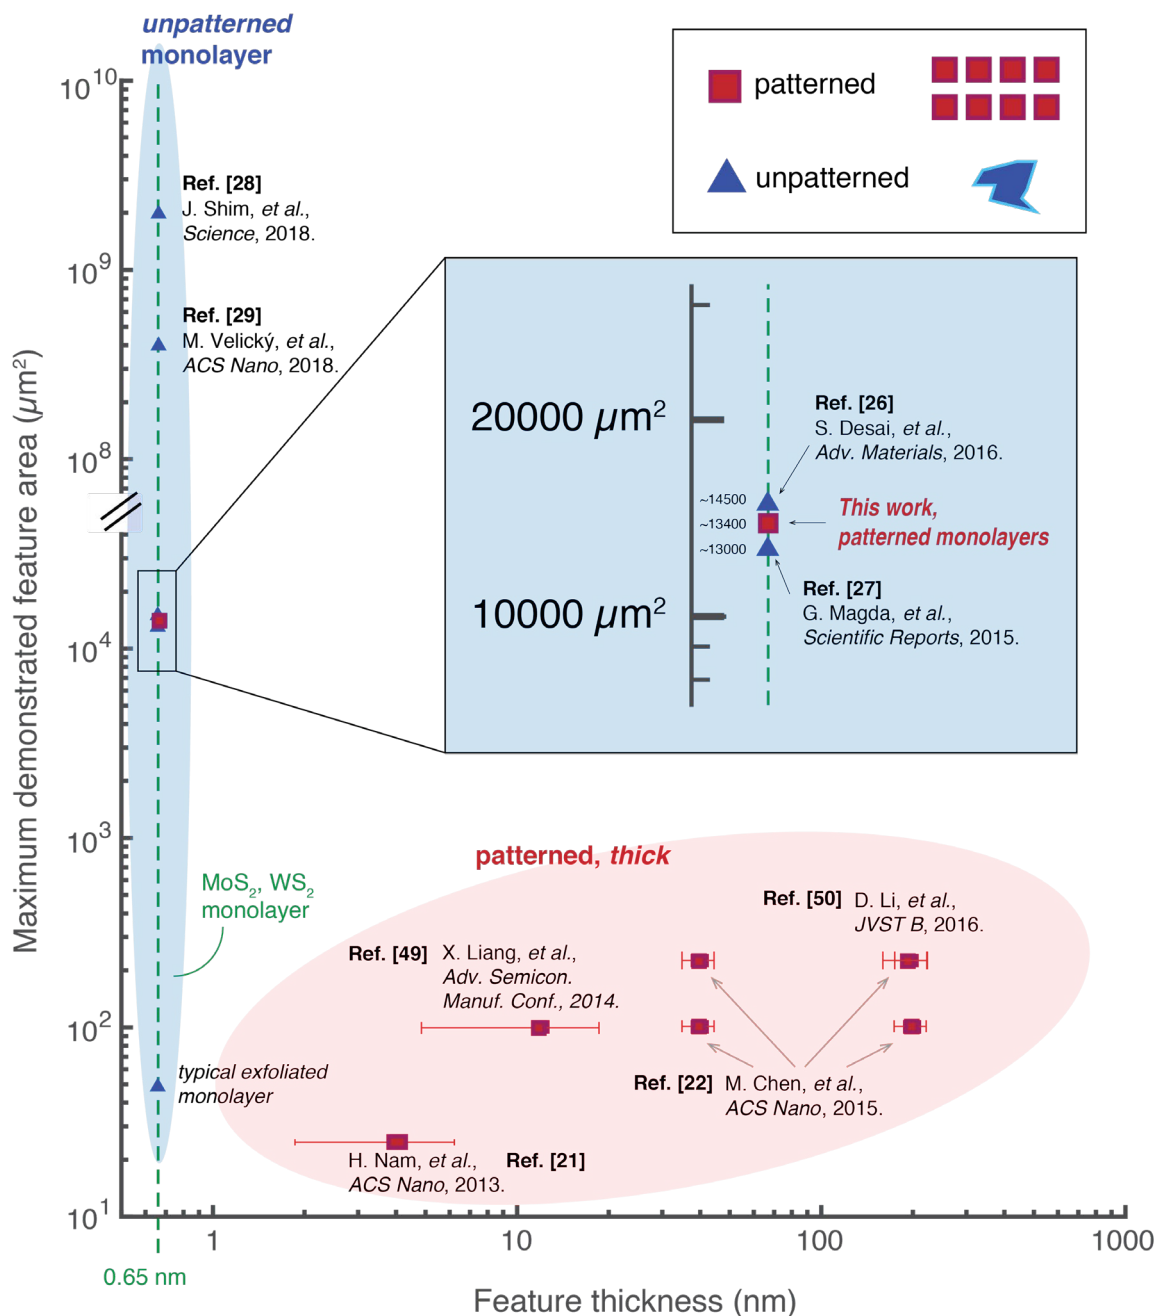 unpatterned
monolayer
patterned
unpatterned
10^10
10^9
10^8
10^4
10^3
10^2
10^1
Maximum demonstrated feature area (µm²)
Ref. [28]
J. Shim, et al.,
Science, 2018.
Ref. [29]
M. Velický, et al.,
ACS Nano, 2018.
20000 µm²
10000 µm²
~14500
~13400
~13000
Ref. [26]
S. Desai, et al.,
Adv. Materials, 2016.
This work,
patterned monolayers
Ref. [27]
G. Magda, et al.,
Scientific Reports, 2015.
patterned, thick
MoS₂, WS₂
monolayer
Ref. [50] D. Li, et al.,
JVST B, 2016.
Ref. [49] X. Liang, et al.,
Adv. Semicon.
Manuf. Conf., 2014.
typical exfoliated
monolayer
Ref. [22] M. Chen, et al.,
ACS Nano, 2015.
H. Nam, et al., Ref. [21]
ACS Nano, 2013.
1 10 100 1000
0.65 nm
Feature thickness (nm)